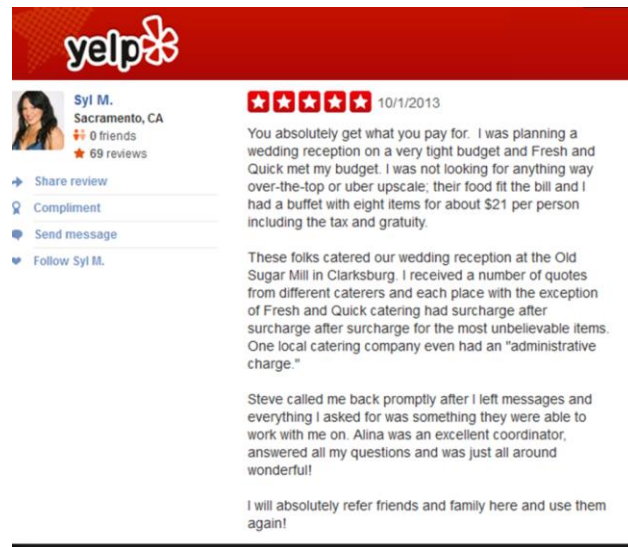 yelp
Syl M.
Sacramento, CA
0 friends
69 reviews
Share review
Compliment
Send message
Follow Syl M.
10/1/2013
You absolutely get what you pay for. I was planning a
wedding reception on a very tight budget and Fresh and
Quick met my budget. I was not looking for anything way
over-the-top or uber upscale; their food fit the bill and I
had a buffet with eight items for about $21 per person
including the tax and gratuity.
These folks catered our wedding reception at the Old
Sugar Mill in Clarksburg. I received a number of quotes
from different caterers and each place with the exception
of Fresh and Quick catering had surcharge after
surcharge after surcharge for the most unbelievable items.
One local catering company even had an "administrative
charge."
Steve called me back promptly after I left messages and
everything I asked for was something they were able to
work with me on. Alina was an excellent coordinator,
answered all my questions and was just all around
wonderful!
I will absolutely refer friends and family here and use them
again!